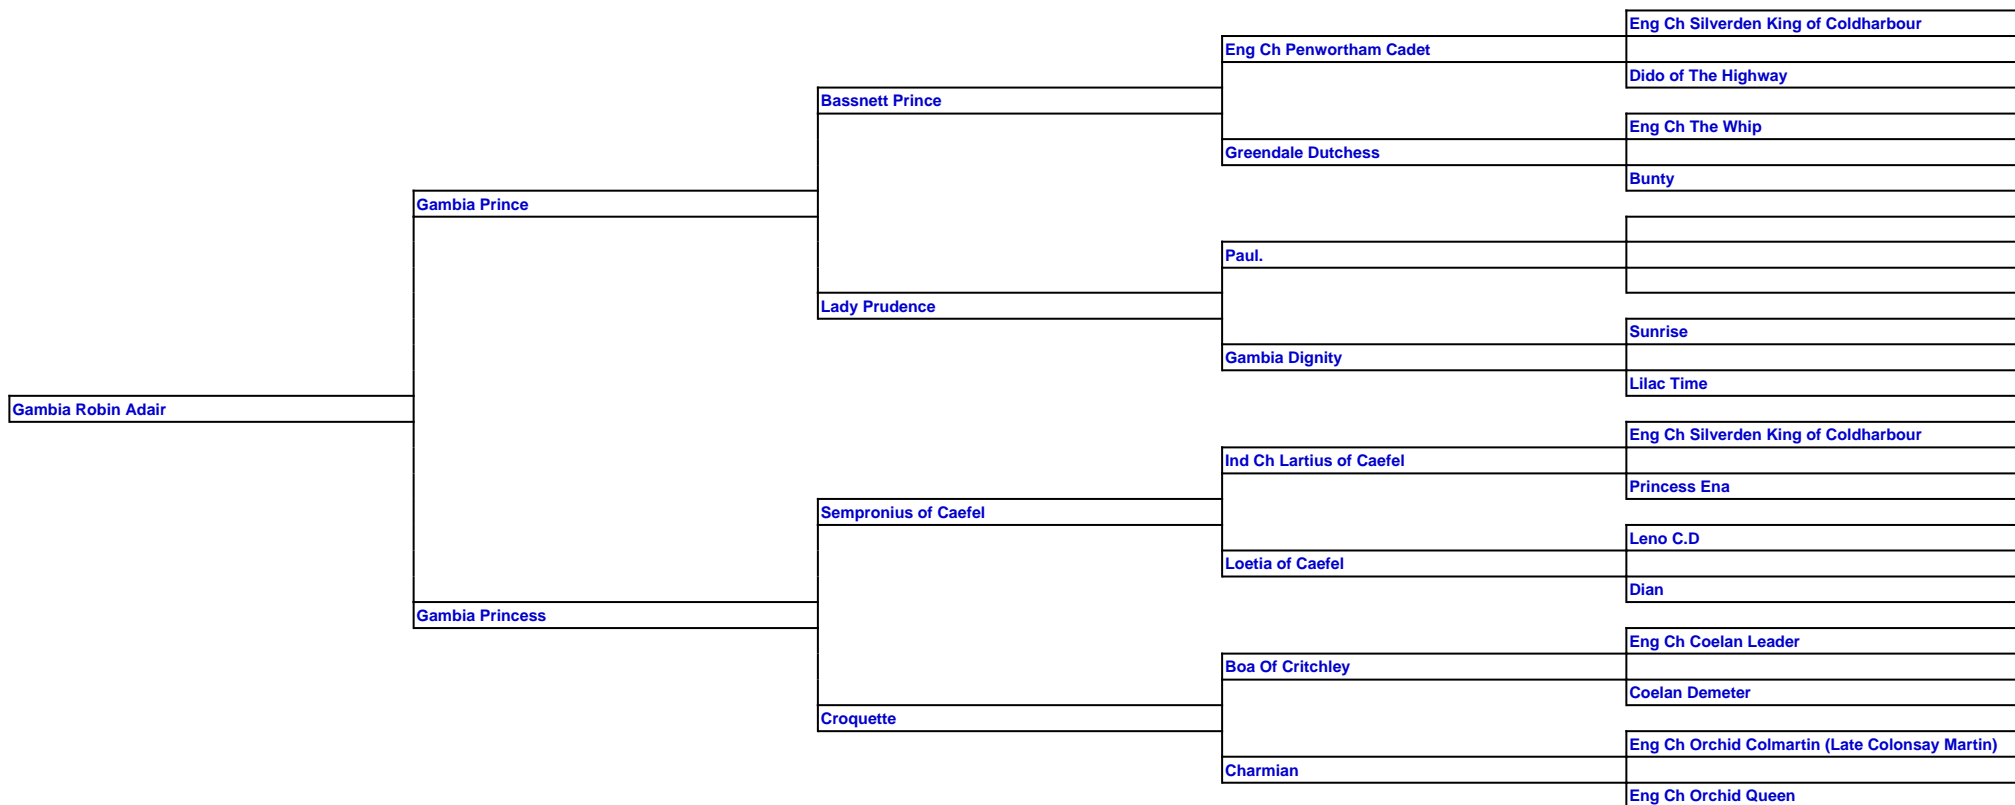 Eng Ch Silverden King of Coldharbour
Eng Ch Penwortham Cadet
Dido of The Highway
Bassnett Prince
Eng Ch The Whip
Greendale Dutchess
Bunty
Gambia Prince
Paul.
Lady Prudence
Sunrise
Gambia Dignity
Lilac Time
Gambia Robin Adair
Eng Ch Silverden King of Coldharbour
Ind Ch Lartius of Caefel
Princess Ena
Sempronius of Caefel
Leno C.D
Loetia of Caefel
Dian
Gambia Princess
Eng Ch Coelan Leader
Boa Of Critchley
Coelan Demeter
Croquette
Eng Ch Orchid Colmartin (Late Colonsay Martin)
Charmian
Eng Ch Orchid Queen